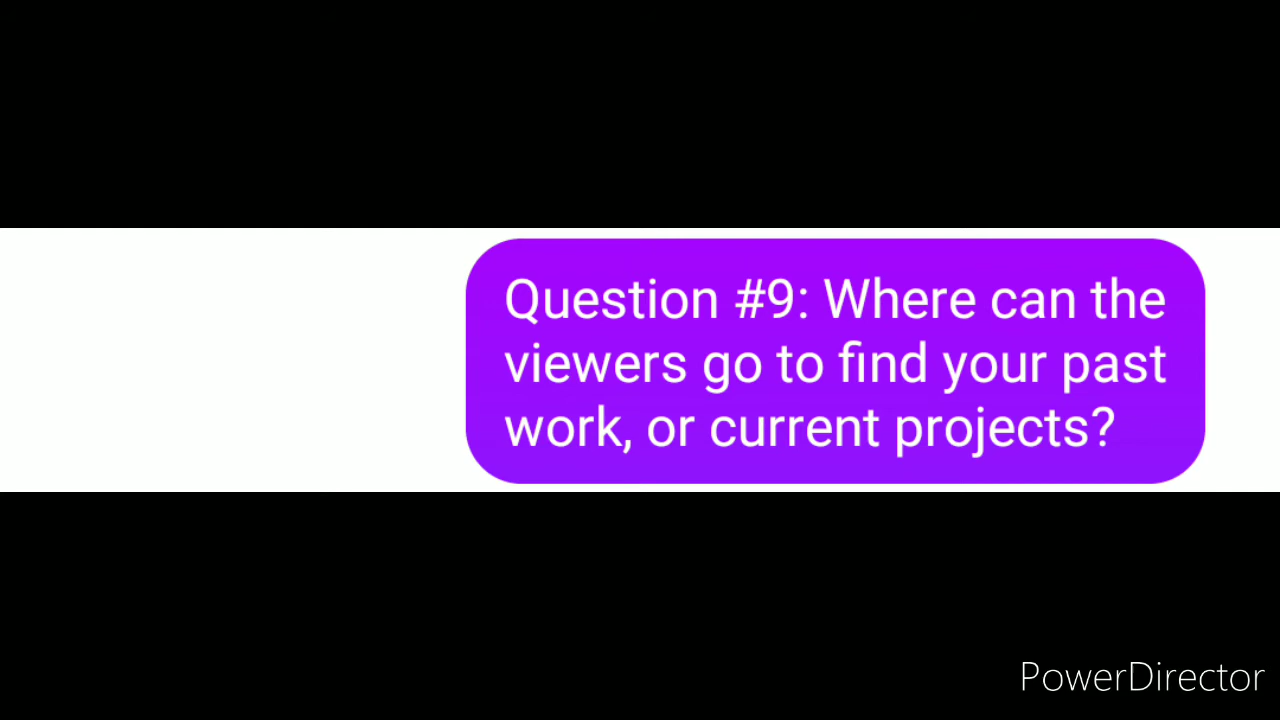 Question #9: Where can the
viewers go to find your past
work, or current projects?
PowerDirector